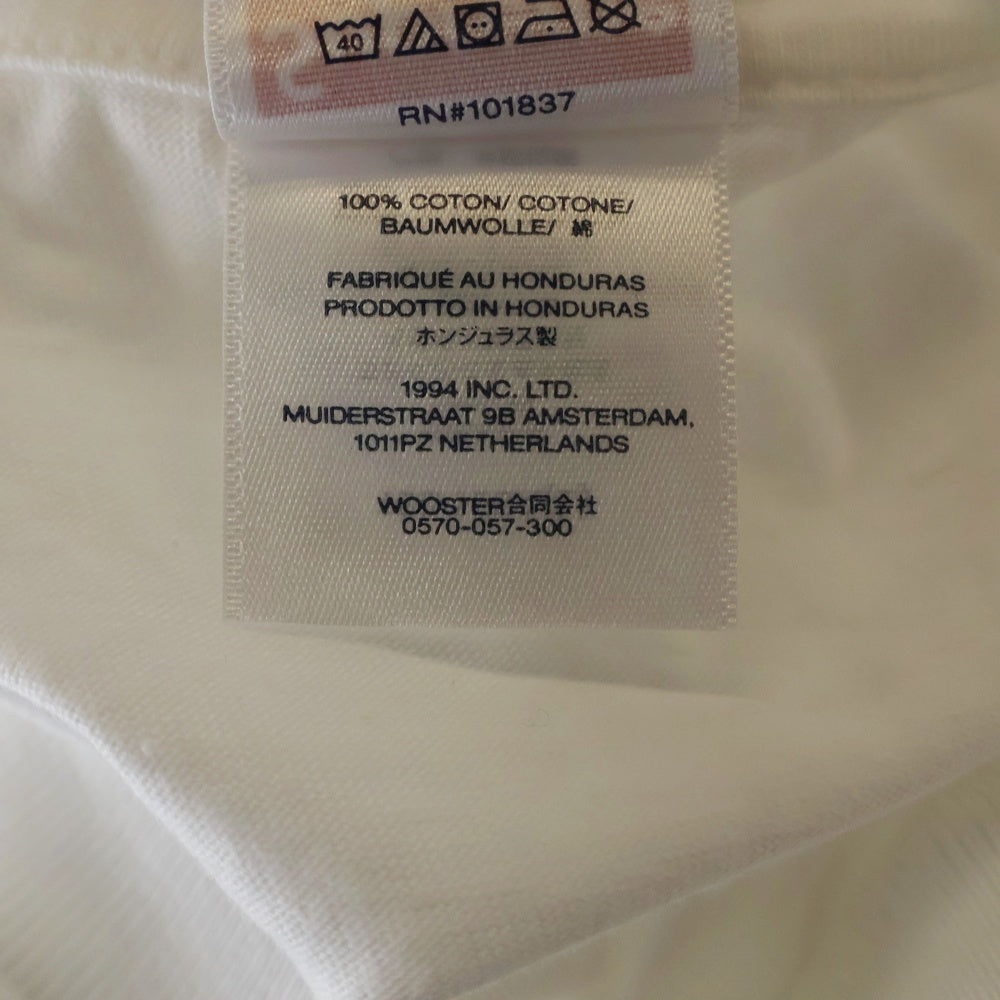 40
RN#101837
100% COTON/ COTONE/
BAUMWOLLE/ 綿
FABRIQUÉ AU HONDURAS
PRODOTTO IN HONDURAS
ホンジュラス製
1994 INC. LTD.
MUIDERSTRAAT 9B AMSTERDAM,
1011PZ NETHERLANDS
WOOSTER合同会社
0570-057-300